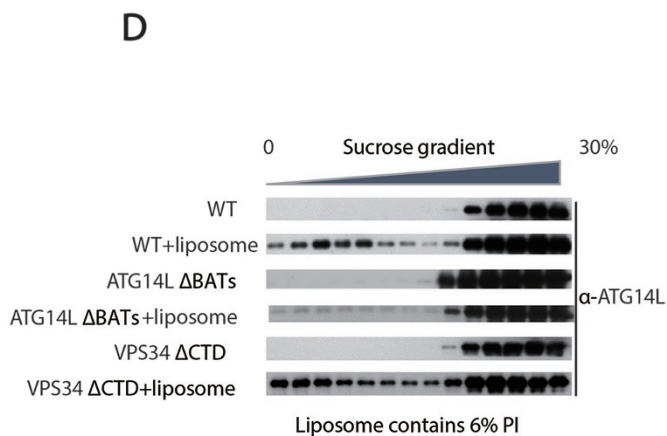 D
0 Sucrose gradient 30%
WT
WT+liposome
ATG14L ΔBATs
ATG14L ΔBATs+liposome
α-ATG14L
VPS34 ΔCTD
VPS34 ΔCTD+liposome
Liposome contains 6% PI